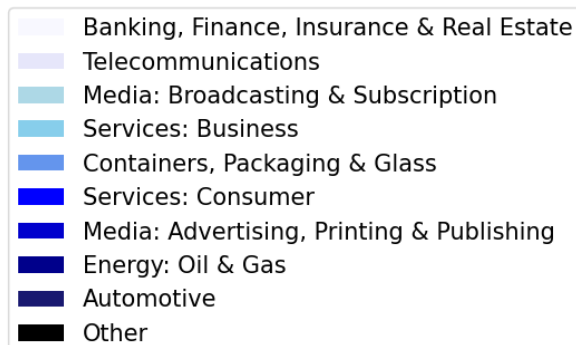 Banking, Finance, Insurance & Real Estate
Telecommunications
Media: Broadcasting & Subscription
Services: Business
Containers, Packaging & Glass
Services: Consumer
Media: Advertising, Printing & Publishing
Energy: Oil & Gas
Automotive
Other